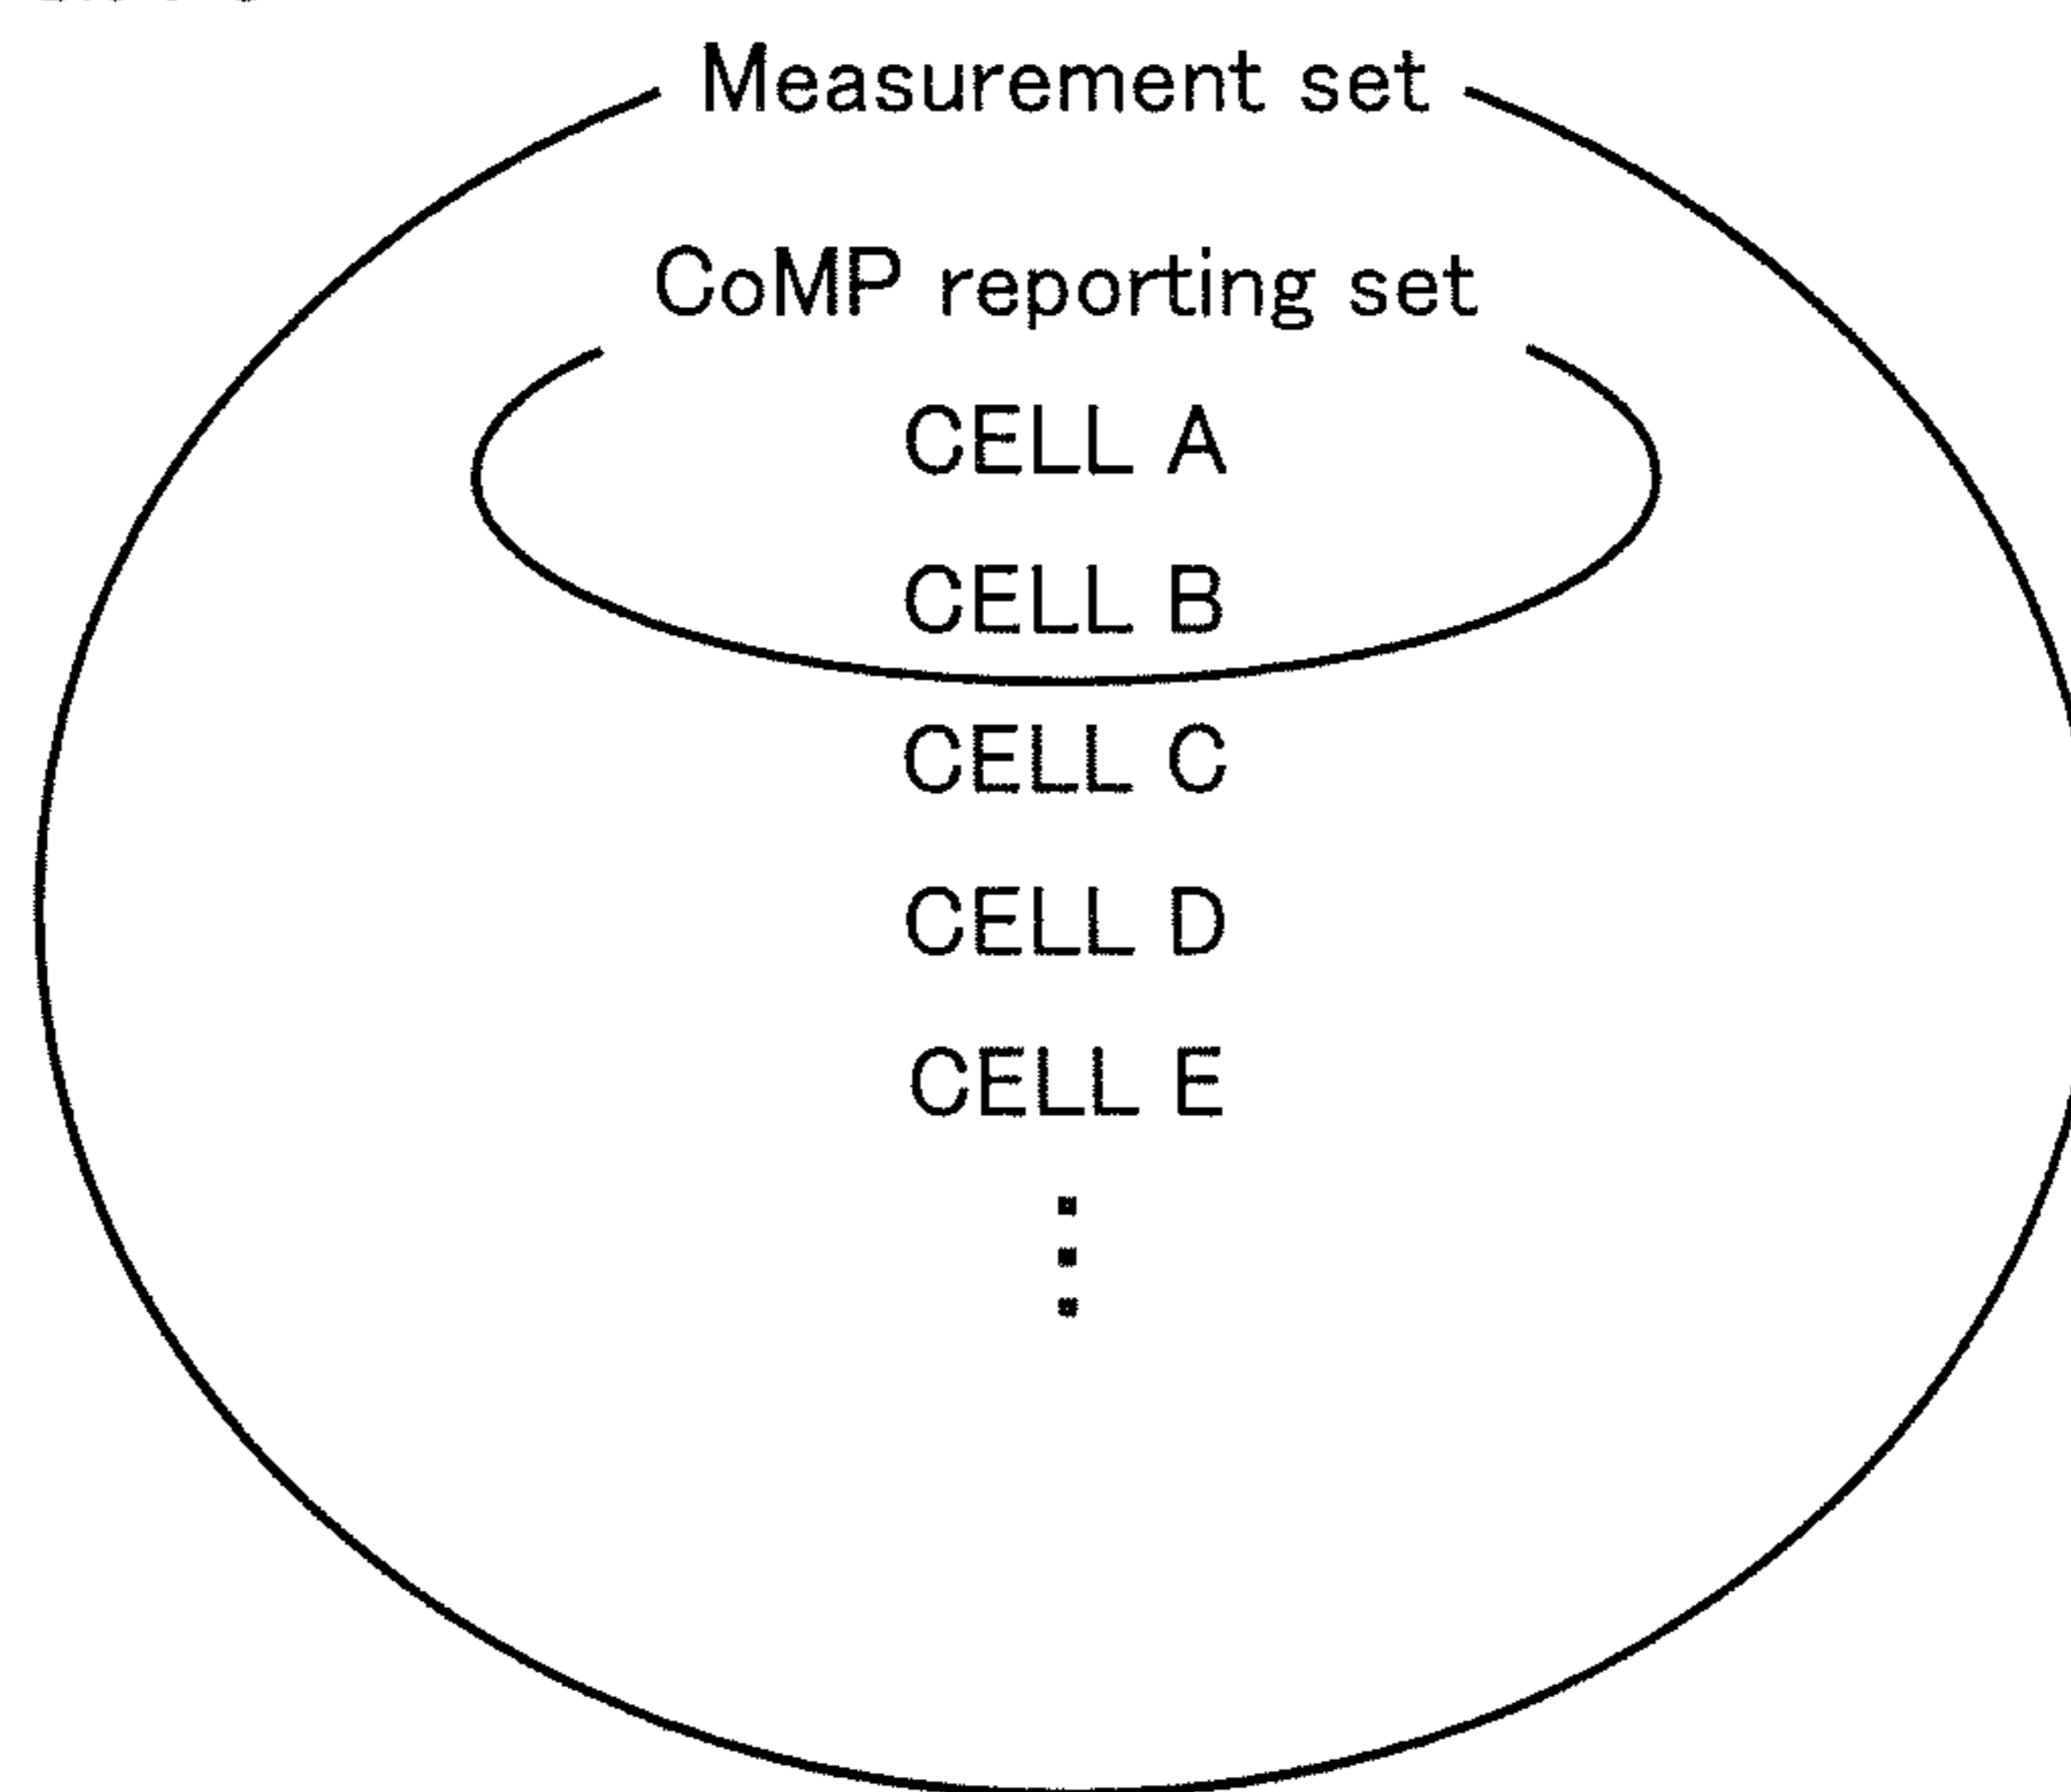 Measurement set
CoMP reporting set
CELL A
CELL B
CELL C
CELL D
CELL E